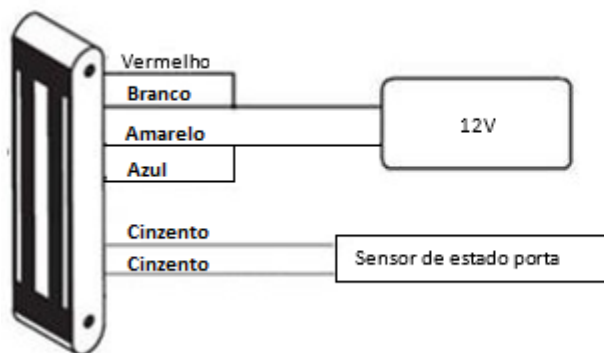 Vermelho
Branco
Amarelo
12V
Azul
Cinzento
Cinzento
Sensor de estado porta